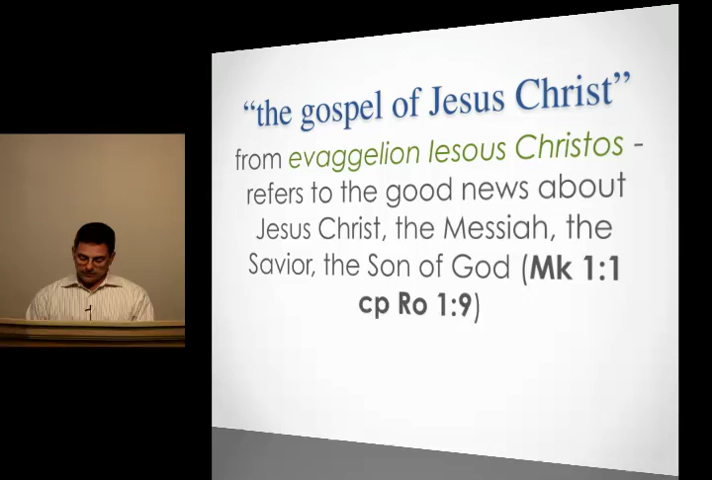 “the gospel of Jesus Christ”
from evaggelion Iesous Christos -
refers to the good news about
Jesus Christ, the Messiah, the
Savior, the Son of God (Mk 1:1
cp Ro 1:9)